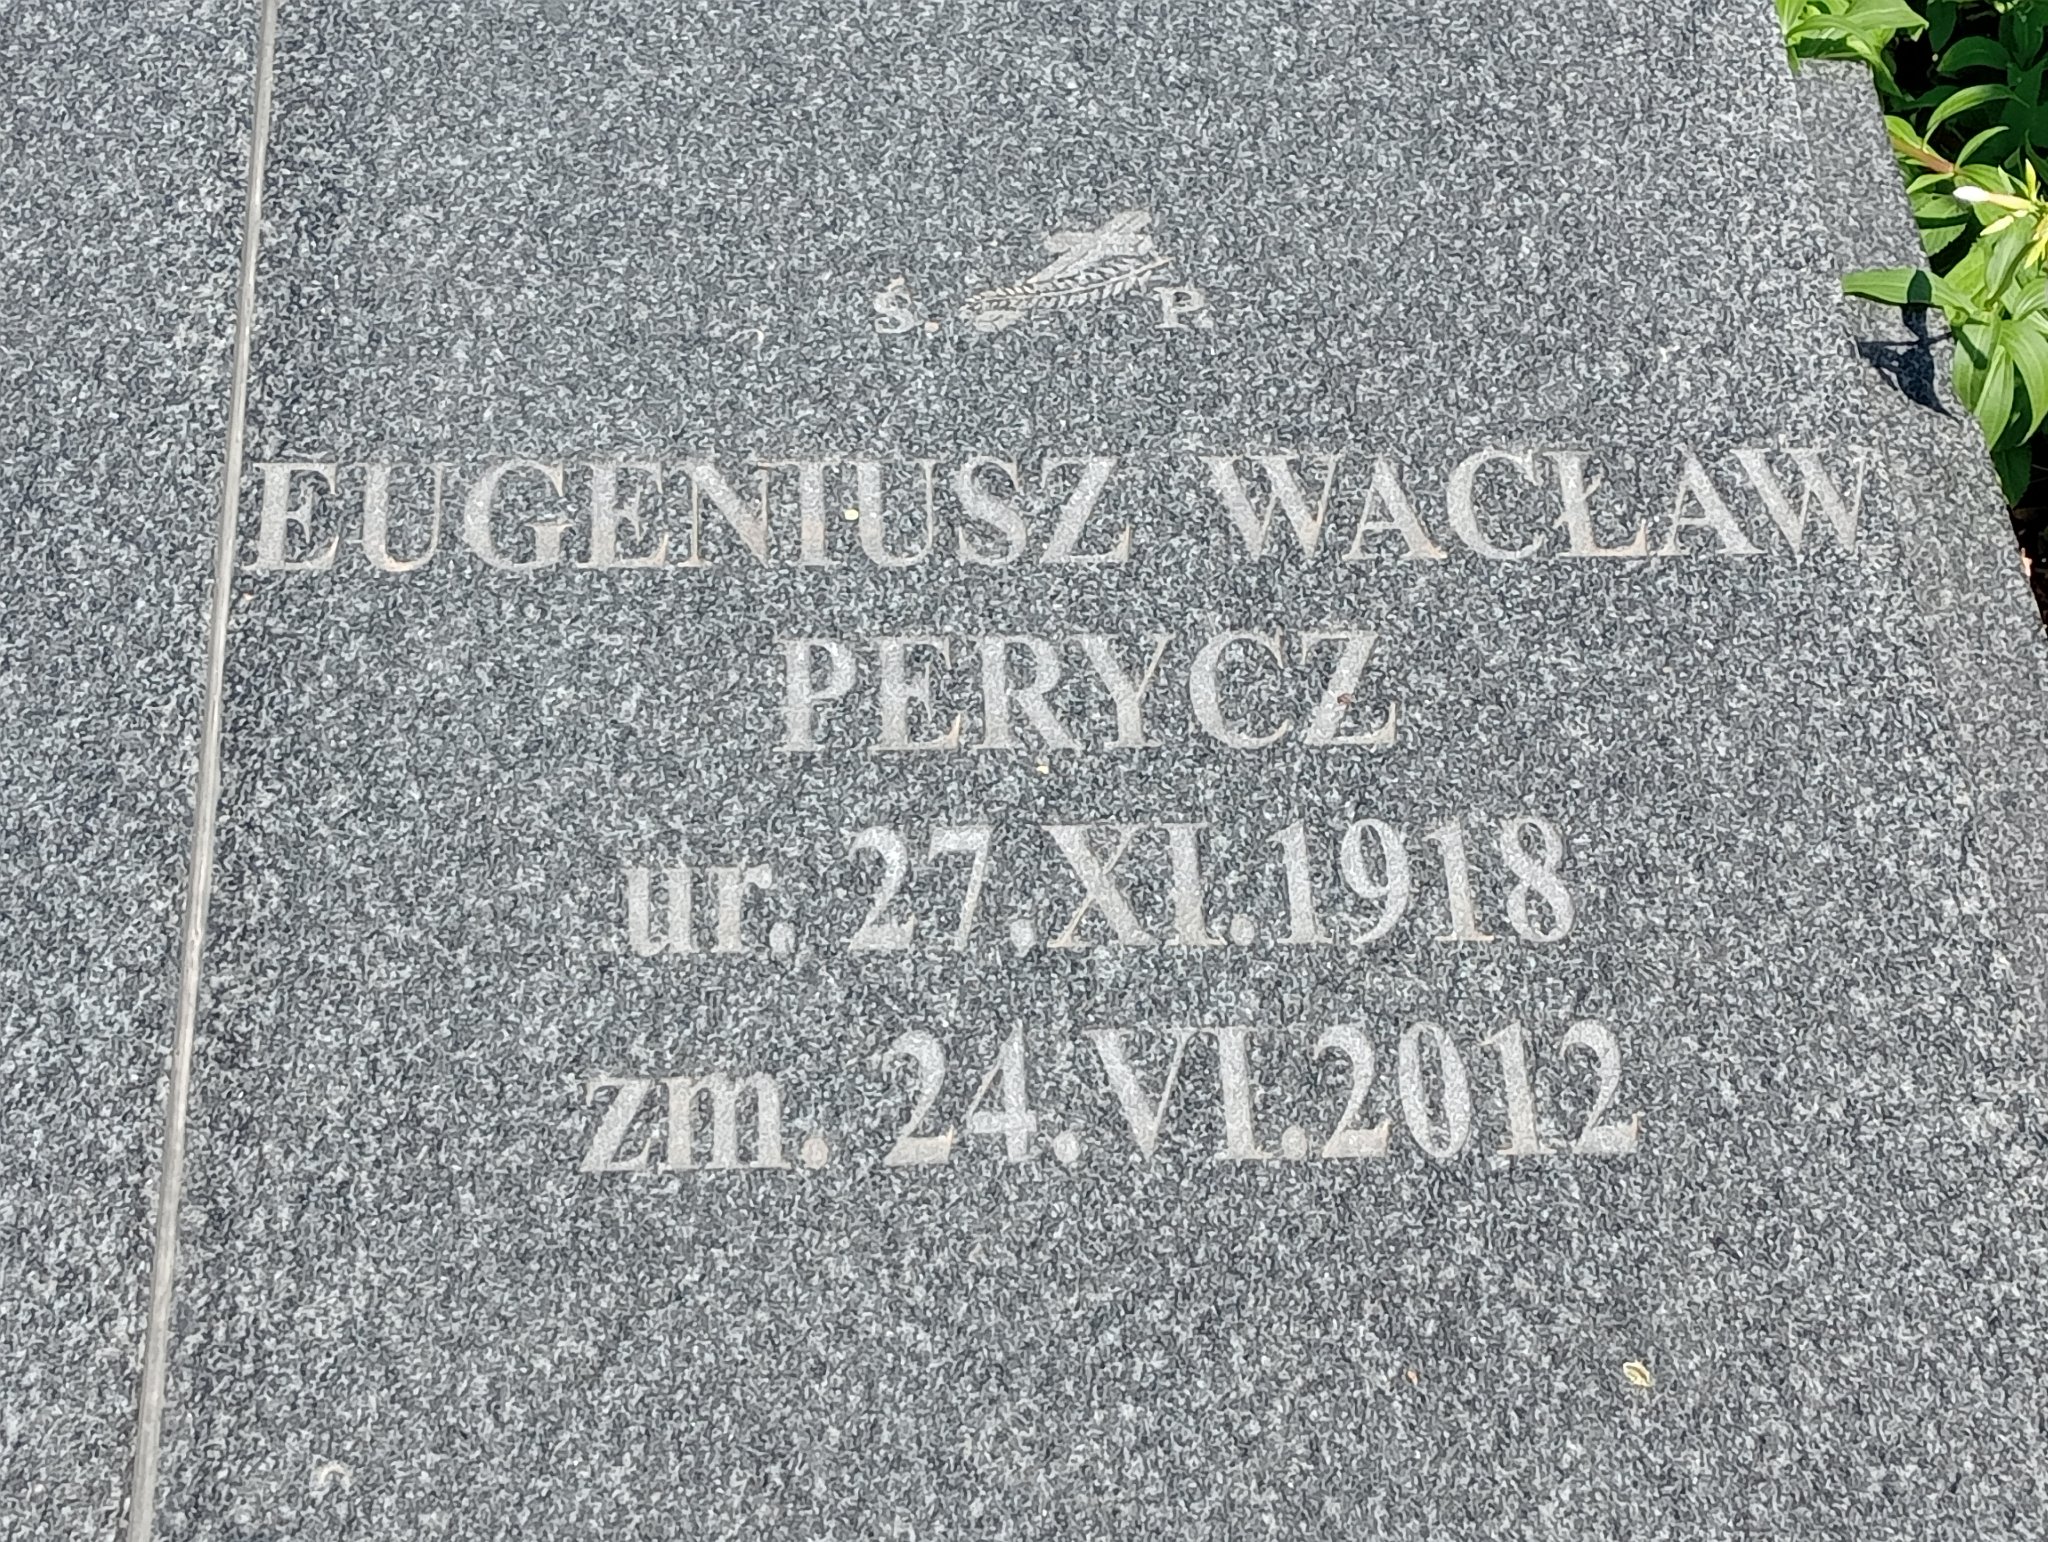 Ś. P.
EUGENIUSZ WACŁAW
PERYCZ
ur. 27.XI.1918
zm. 24.VI.2012